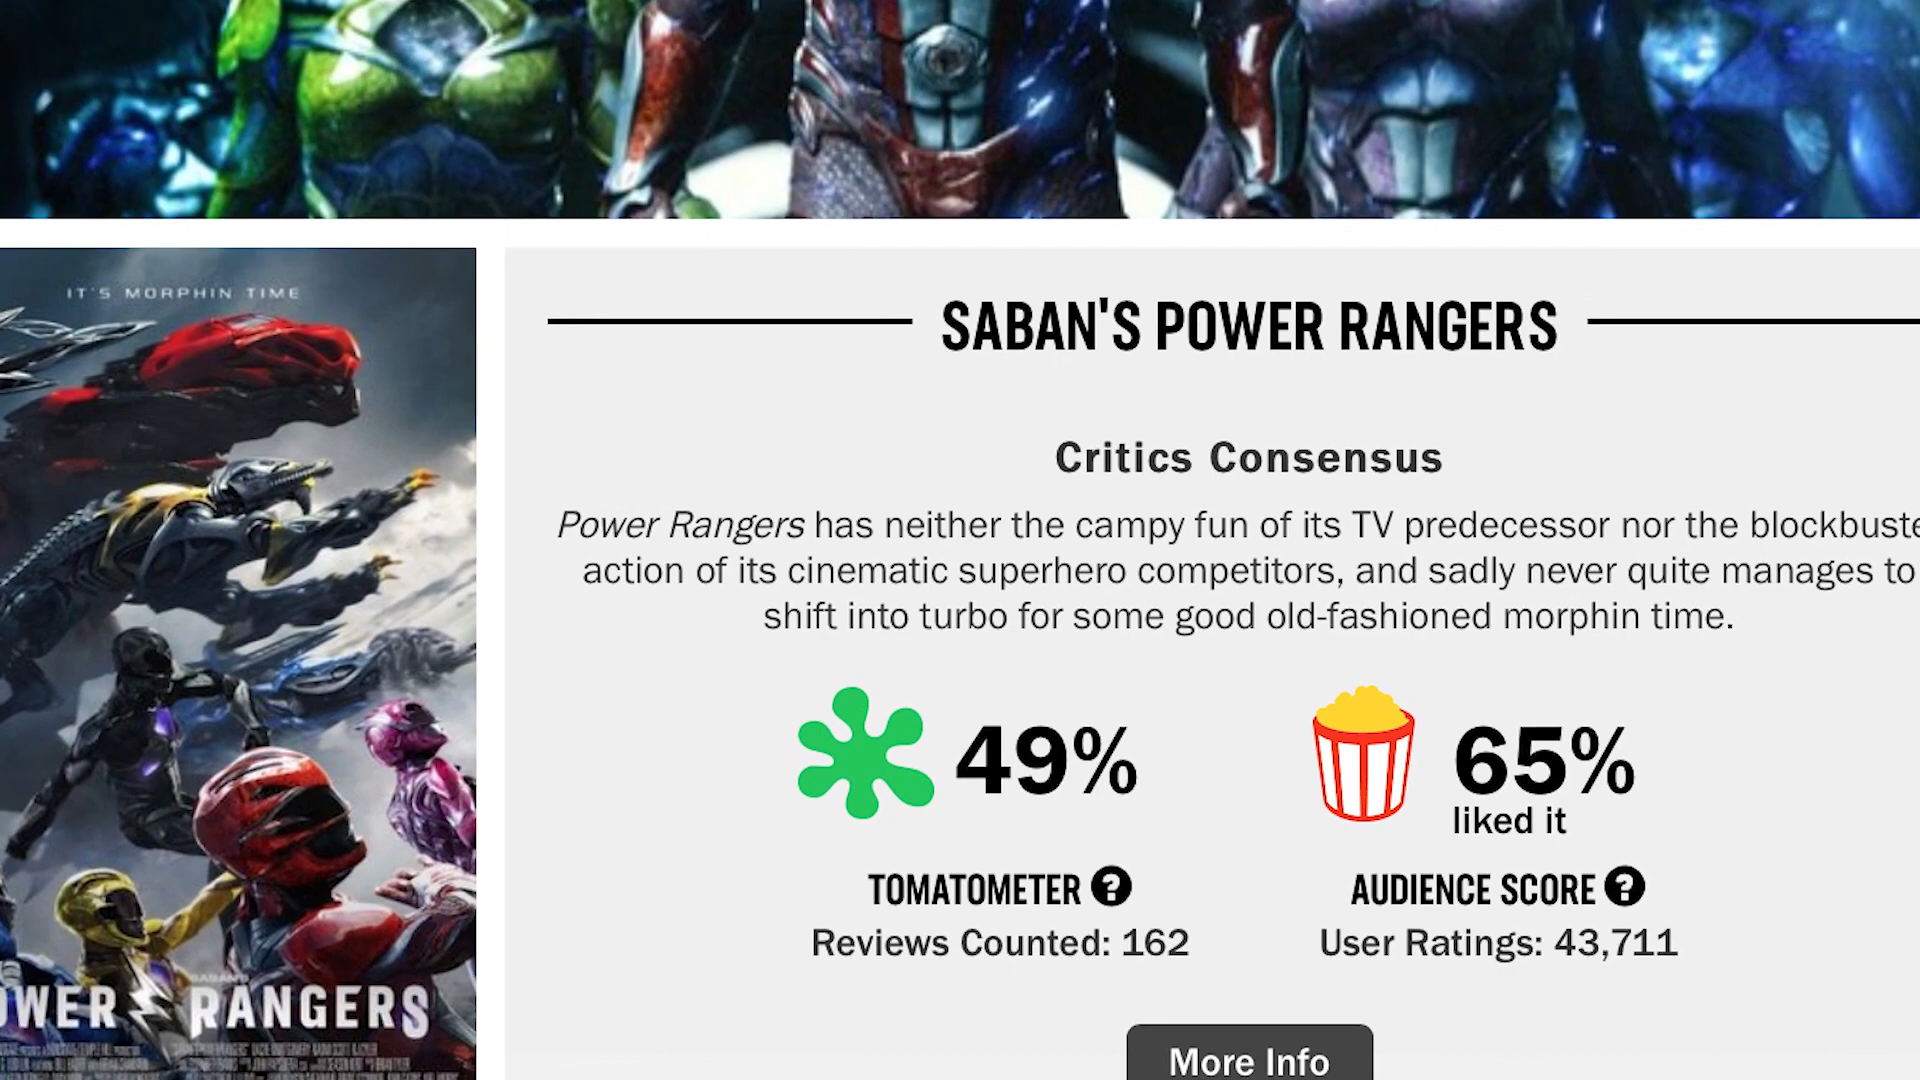 IT'S MORPHIN TIME
SABAN'S POWER RANGERS
Critics Consensus
Power Rangers has neither the campy fun of its TV predecessor nor the blockbuste
action of its cinematic superhero competitors, and sadly never quite manages to
shift into turbo for some good old-fashioned morphin time.
49%
65%
liked it
TOMATOMETER ?
AUDIENCE SCORE ?
Reviews Counted: 162
User Ratings: 43,711
SABAN'S
OWER RANGERS
More Info